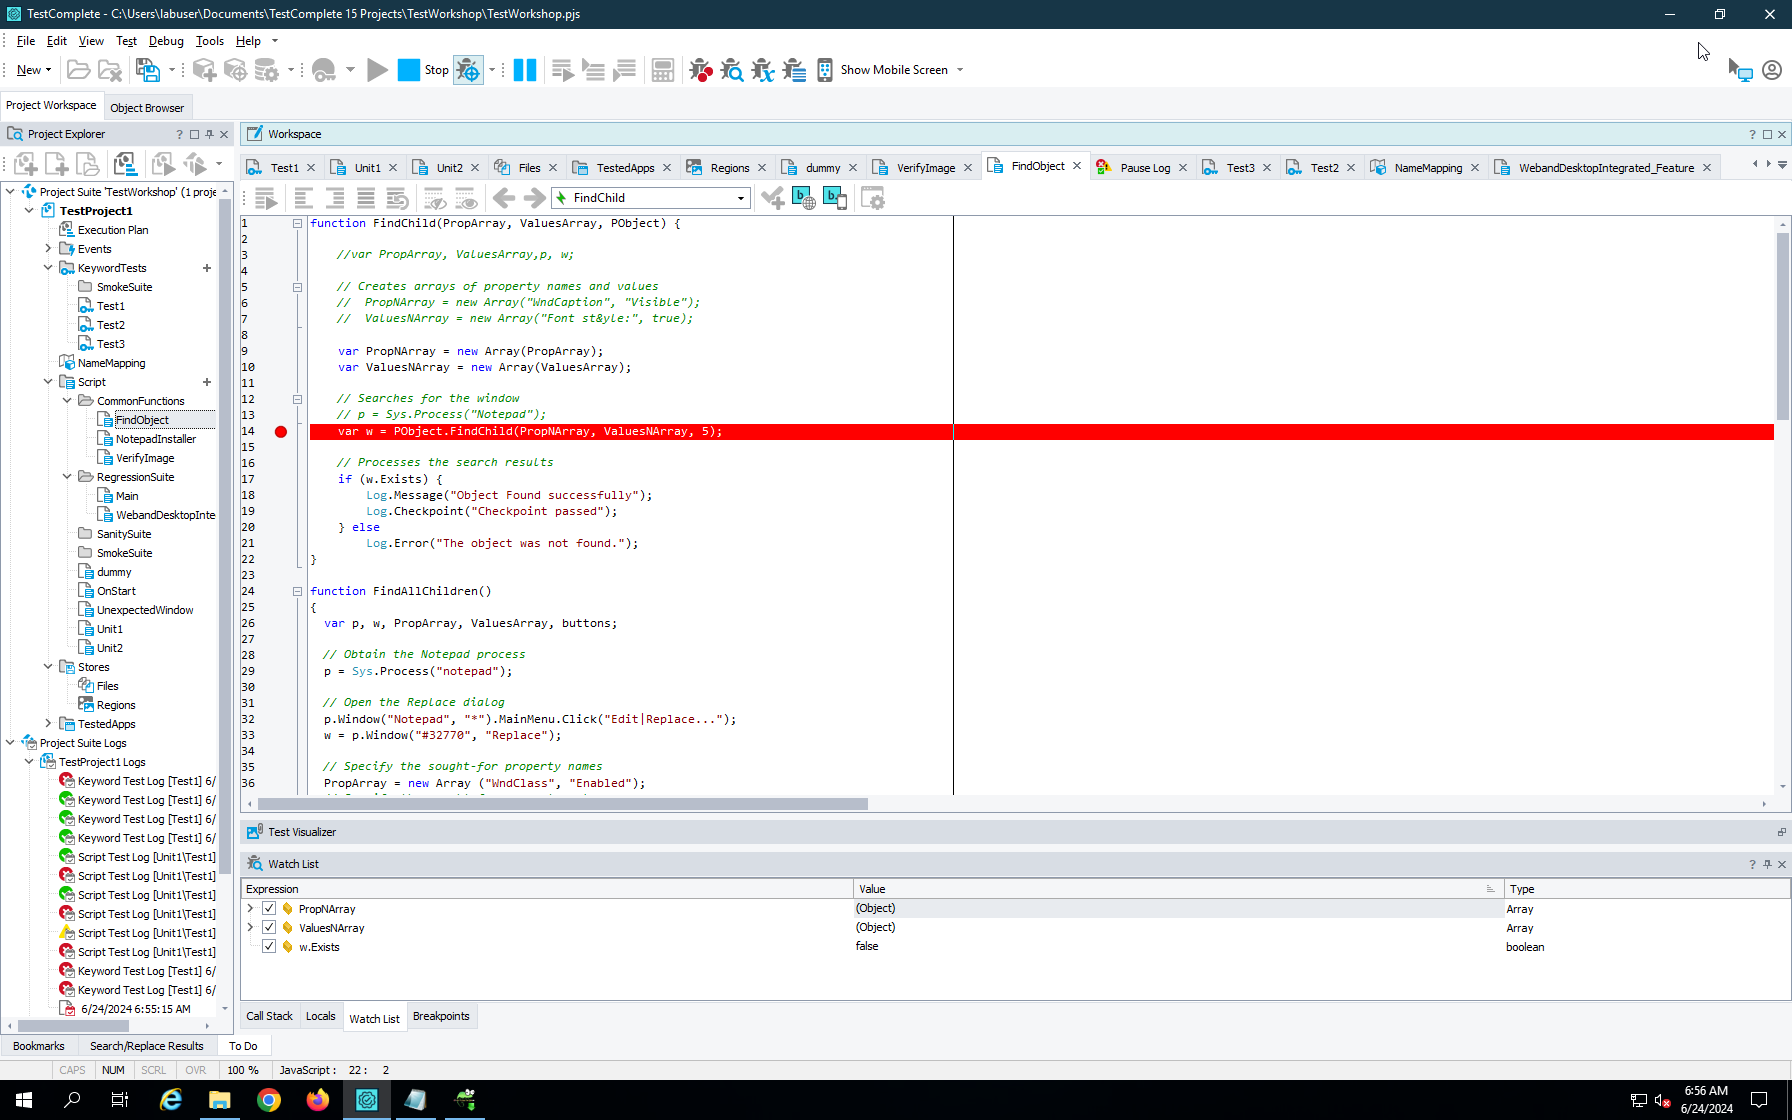 TestComplete - C:\Users\labuser\Documents\TestComplete 15 Projects\TestWorkshop\TestWorkshop.pjs
File Edit View Test Debug Tools Help
New Stop Show Mobile Screen
Project Workspace Object Browser
Project Explorer
Workspace
Test1 Unit1 Unit2 Files TestedApps Regions dummy VerifyImage FindObject Pause Log Test3 Test2 NameMapping WebandDesktopIntegrated_Feature
FindChild
Project Suite 'TestWorkshop' (1 proje
TestProject1
Execution Plan
Events
KeywordTests
SmokeSuite
Test1
Test2
Test3
NameMapping
Script
CommonFunctions
FindObject
NotepadInstaller
VerifyImage
RegressionSuite
Main
WebandDesktopInte
SanitySuite
SmokeSuite
dummy
OnStart
UnexpectedWindow
Unit1
Unit2
Stores
Files
Regions
TestedApps
Project Suite Logs
TestProject1 Logs
Keyword Test Log [Test1] 6/
Keyword Test Log [Test1] 6/
Keyword Test Log [Test1] 6/
Keyword Test Log [Test1] 6/
Script Test Log [Unit1\Test1]
Script Test Log [Unit1\Test1]
Script Test Log [Unit1\Test1]
Script Test Log [Unit1\Test1]
Script Test Log [Unit1\Test1]
Script Test Log [Unit1\Test1]
Keyword Test Log [Test1] 6/
Keyword Test Log [Test1] 6/
6/24/2024 6:55:15 AM
1 function FindChild(PropArray, ValuesArray, PObject) {
2
3 //var PropArray, ValuesArray,p, w;
4
5 // Creates arrays of property names and values
6 // PropNArray = new Array("WndCaption", "Visible");
7 // ValuesNArray = new Array("Font st&yle:", true);
8
9 var PropNArray = new Array(PropArray);
10 var ValuesNArray = new Array(ValuesArray);
11
12 // Searches for the window
13 // p = Sys.Process("Notepad");
14 var w = PObject.FindChild(PropNArray, ValuesNArray, 5);
15
16 // Processes the search results
17 if (w.Exists) {
18 Log.Message("Object Found successfully");
19 Log.Checkpoint("Checkpoint passed");
20 } else
21 Log.Error("The object was not found.");
22 }
23
24 function FindAllChildren()
25 {
26 var p, w, PropArray, ValuesArray, buttons;
27
28 // Obtain the Notepad process
29 p = Sys.Process("notepad");
30
31 // Open the Replace dialog
32 p.Window("Notepad", "*").MainMenu.Click("Edit|Replace...");
33 w = p.Window("#32770", "Replace");
34
35 // Specify the sought-for property names
36 PropArray = new Array ("WndClass", "Enabled");
Test Visualizer
Watch List
Expression Value Type
PropNArray (Object) Array
ValuesNArray (Object) Array
w.Exists false boolean
Call Stack Locals Watch List Breakpoints
Bookmarks Search/Replace Results To Do
CAPS NUM SCRL OVR 100 % JavaScript : 22 : 2
6:56 AM
6/24/2024